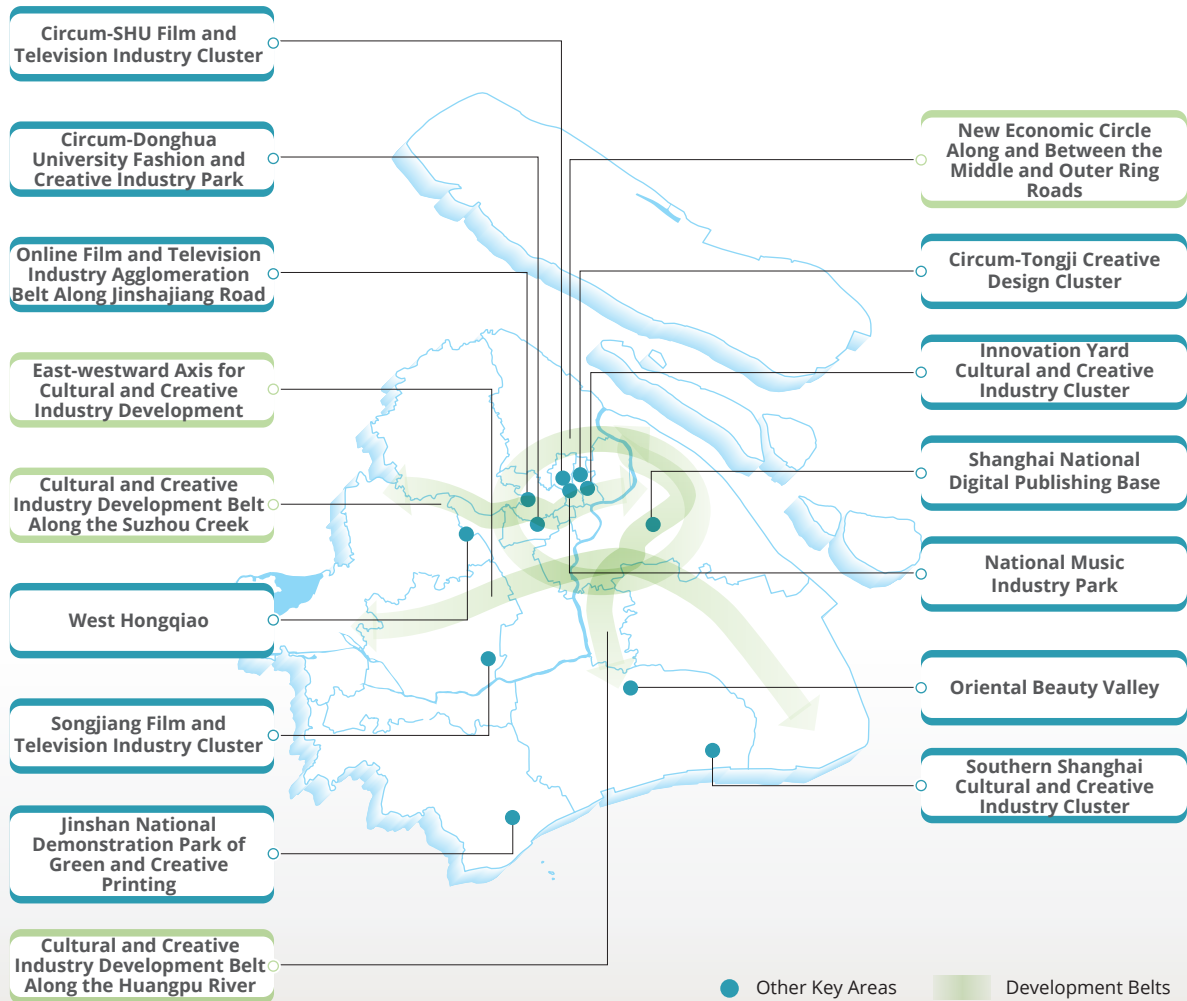 Circum-SHU Film and
Television Industry Cluster
Circum-Donghua
University Fashion and
Creative Industry Park
Online Film and Television
Industry Agglomeration
Belt Along Jinshajiang Road
East-westward Axis for
Cultural and Creative
Industry Development
Cultural and Creative
Industry Development Belt
Along the Suzhou Creek
West Hongqiao
Songjiang Film and
Television Industry Cluster
Jinshan National
Demonstration Park of
Green and Creative
Printing
Cultural and Creative
Industry Development Belt
Along the Huangpu River
New Economic Circle
Along and Between the
Middle and Outer Ring
Roads
Circum-Tongji Creative
Design Cluster
Innovation Yard
Cultural and Creative
Industry Cluster
Shanghai National
Digital Publishing Base
National Music
Industry Park
Oriental Beauty Valley
Southern Shanghai
Cultural and Creative
Industry Cluster
Other Key Areas
Development Belts